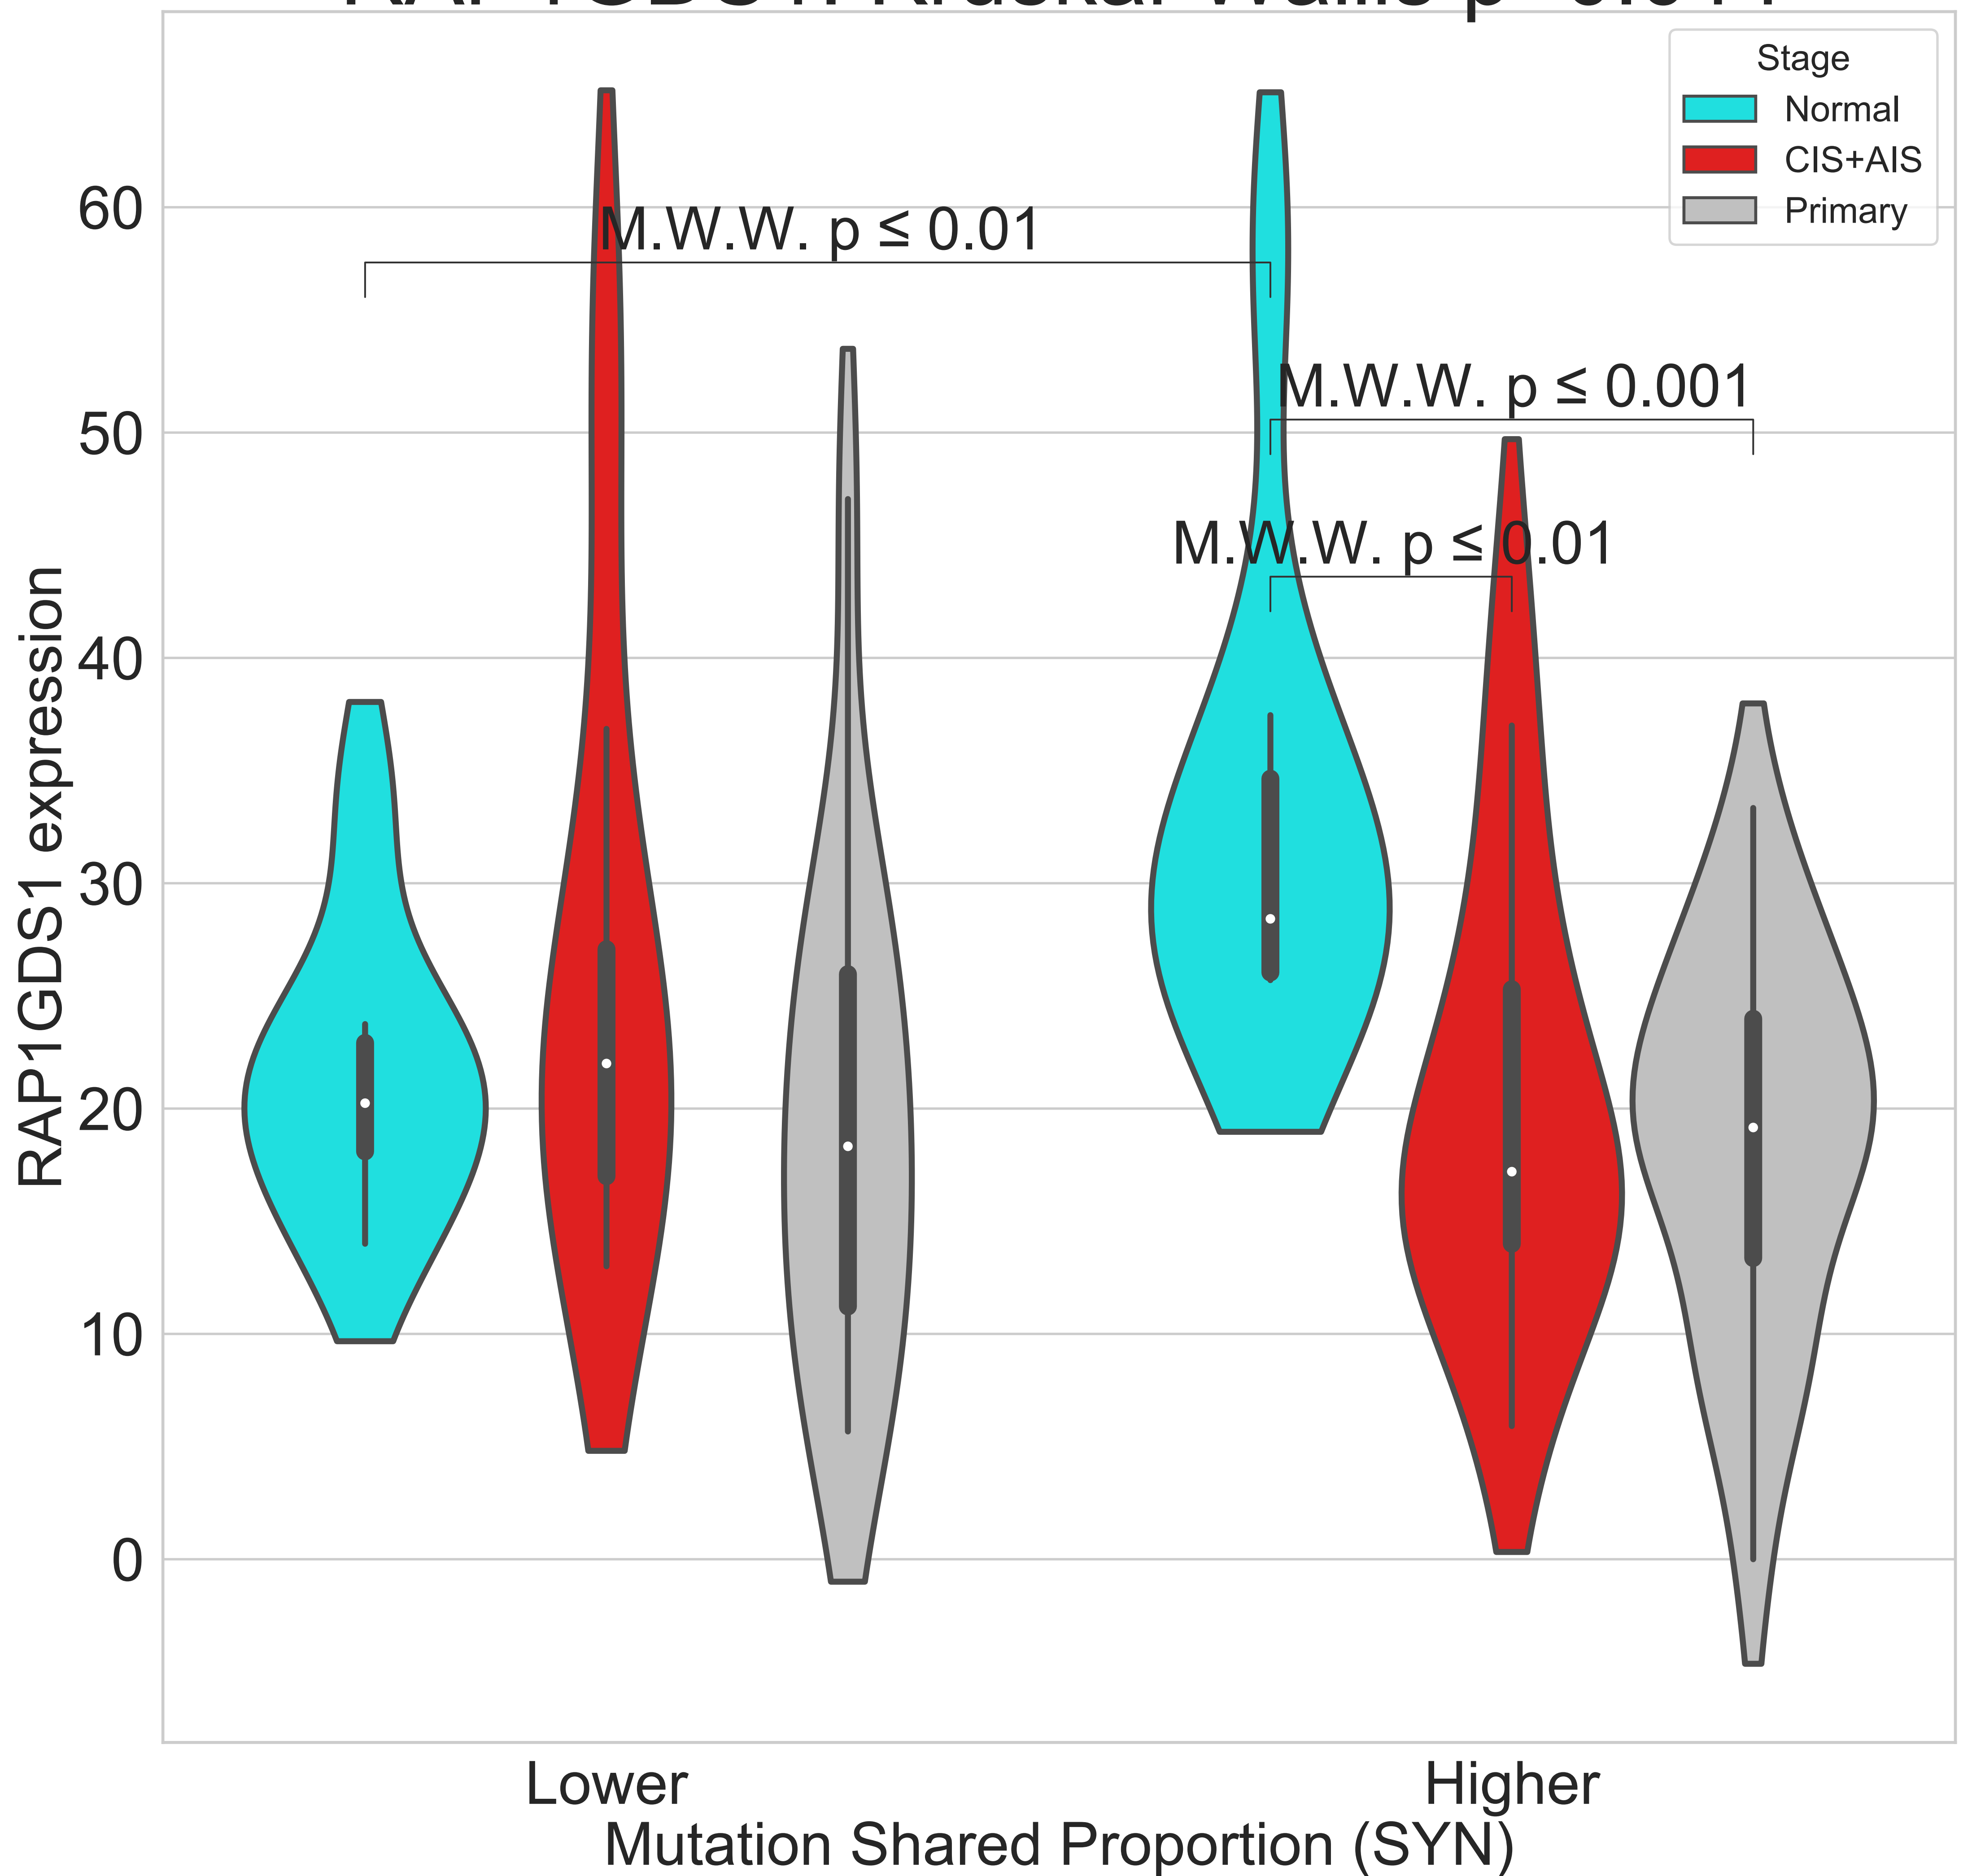 Stage
Normal
CIS+AIS
Primary
M.W.W. p ≤ 0.01
M.W.W. p ≤ 0.001
M.W.W. p ≤ 0.01
RAP1GDS1 expression
60
50
40
30
20
10
0
Lower
Higher
Mutation Shared Proportion (SYN)